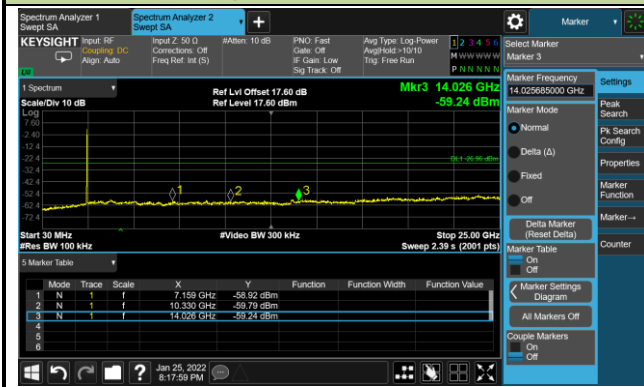 Spectrum Analyzer 1
Swept SA
Spectrum Analyzer 2
Swept SA
Marker
KEYSIGHT
Input: RF
Coupling: DC
Align: Auto
Input Z: 50 Ω
Corrections: Off
Freq Ref: Int (S)
#Atten: 10 dB
PNO: Fast
Gate: Off
IF Gain: Low
Sig Track: Off
Avg Type: Log-Power
Avg|Hold:>10/10
Trig: Free Run
1 2 3 4 5 6
M W W W W W
P N N N N N
LW
Select Marker
Marker 3
1 Spectrum
Scale/Div 10 dB
Log
Ref Lvl Offset 17.60 dB
Ref Level 17.60 dBm
Mkr3 14.026 GHz
-59.24 dBm
7.60
-2.40
-12.4
-22.4
-32.4
-42.4
-52.4
-62.4
-72.4
DL1 -26.96 dBm
1
2
3
Start 30 MHz
#Res BW 100 kHz
#Video BW 300 kHz
Stop 25.00 GHz
Sweep 2.39 s (2001 pts)
5 Marker Table
Mode Trace Scale X Y Function Function Width Function Value
1 N 1 f 7.159 GHz -58.92 dBm
2 N 1 f 10.330 GHz -59.79 dBm
3 N 1 f 14.026 GHz -59.24 dBm
4
5
6
Marker Frequency
14.025685000 GHz
Marker Mode
Normal
Delta (Δ)
Fixed
Off
Delta Marker
(Reset Delta)
Marker Table
On
Off
Marker Settings
Diagram
All Markers Off
Couple Markers
On
Off
Settings
Peak
Search
Pk Search
Config
Properties
Marker
Function
Marker→
Counter
Jan 25, 2022
8:17:59 PM